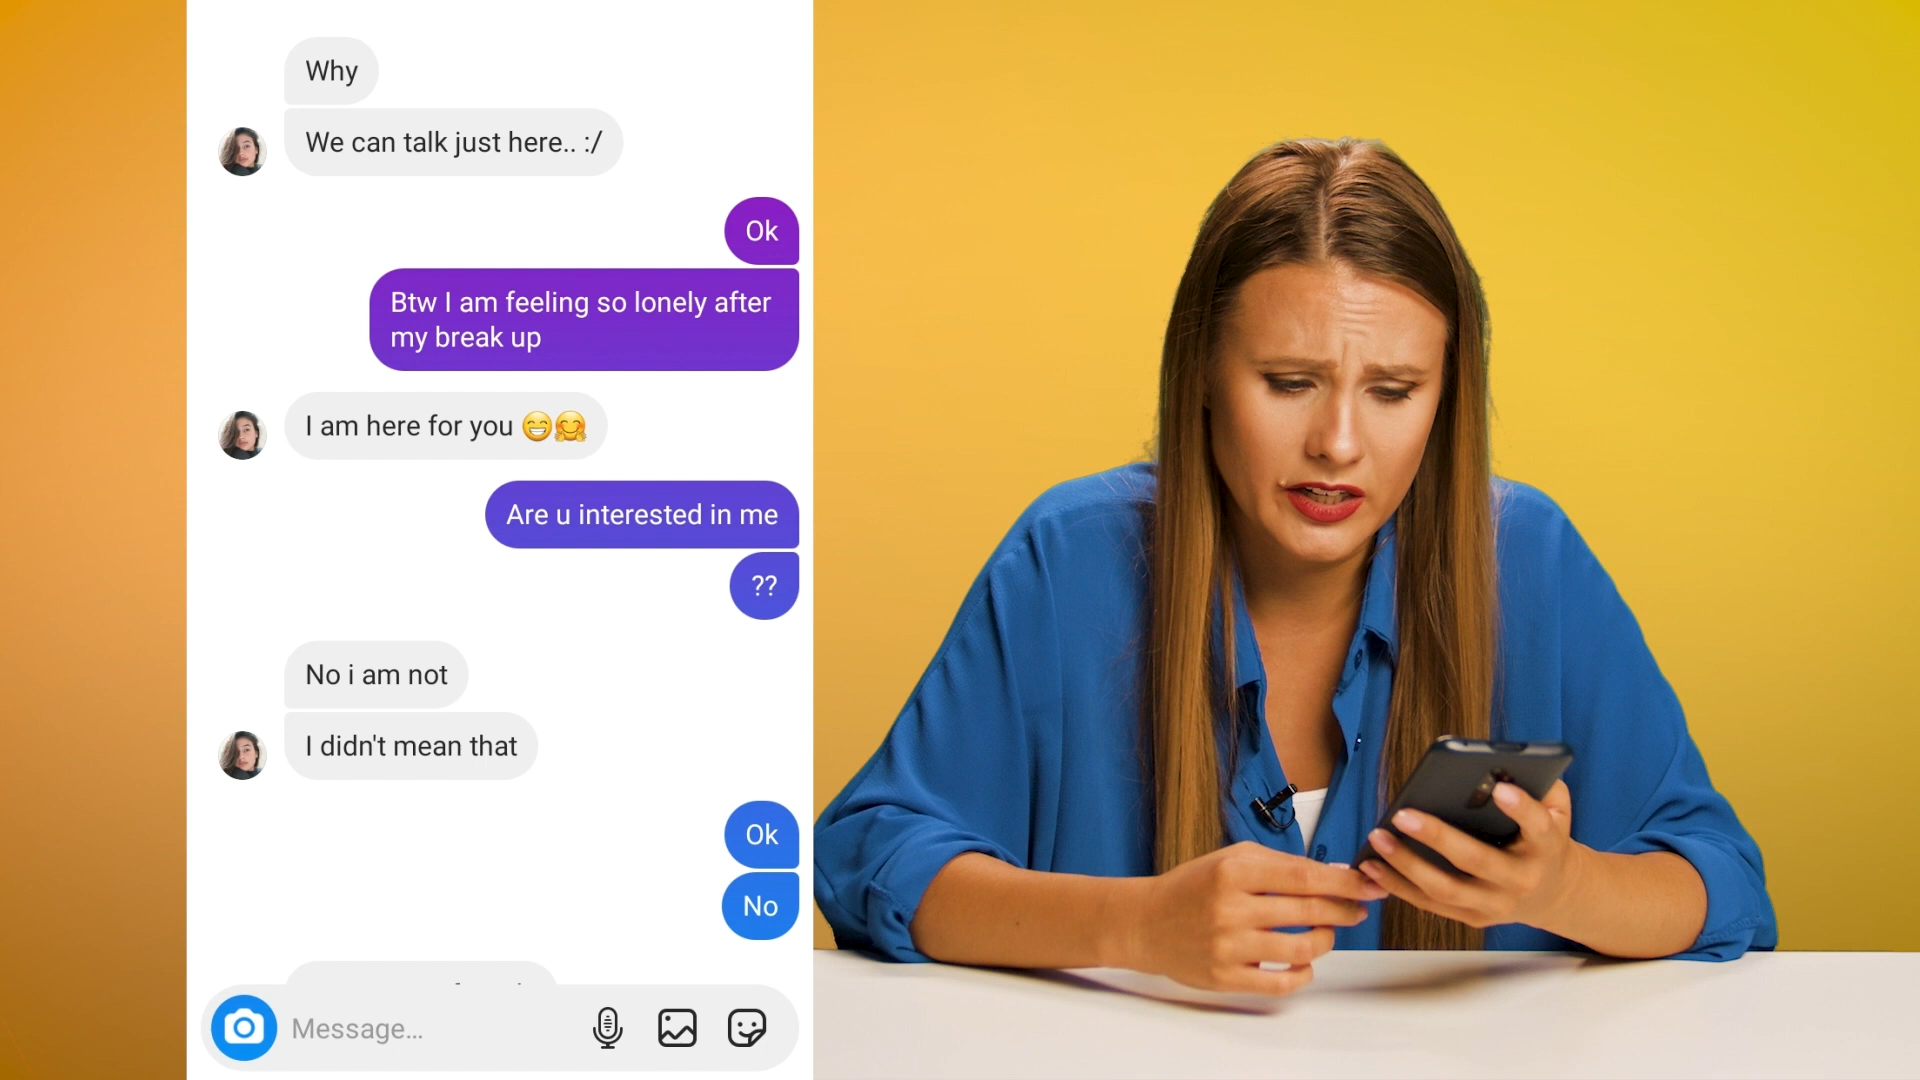 Why
We can talk just here.. :/
Ok
Btw I am feeling so lonely after
my break up
I am here for you 😁🤗
Are u interested in me
??
No i am not
I didn't mean that
Ok
No
Message...